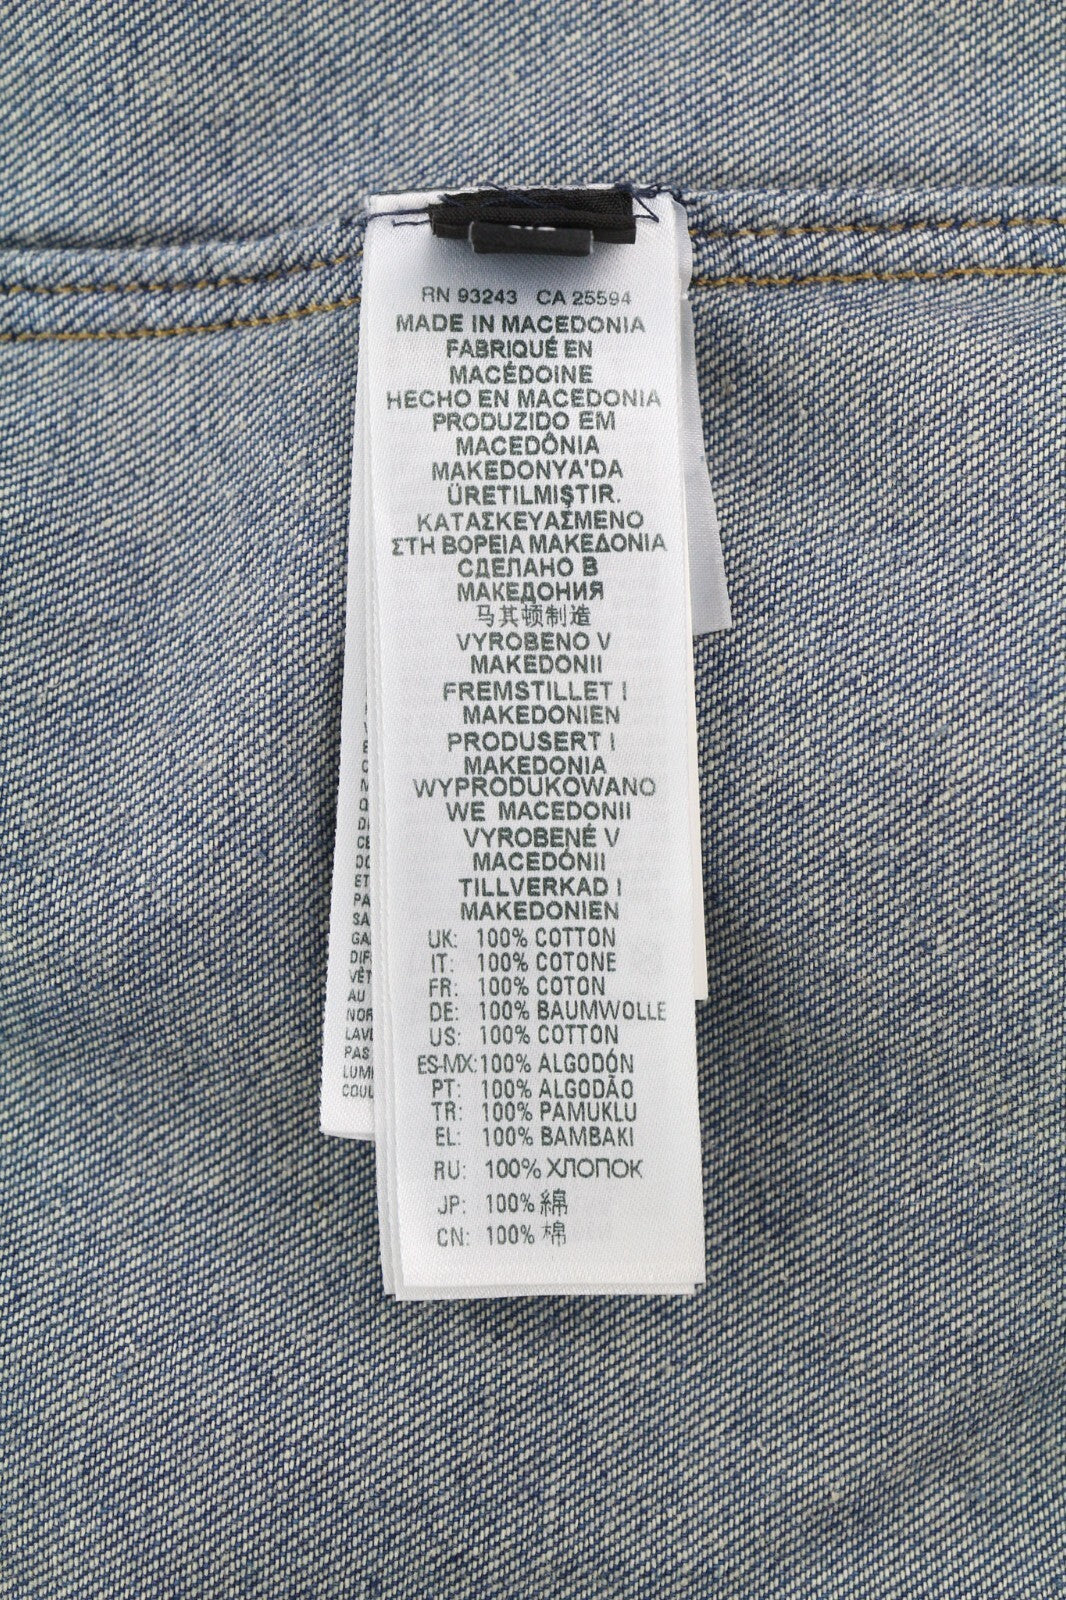 RN 93243 CA 25594
MADE IN MACEDONIA
FABRIQUÉ EN
MACÉDOINE
HECHO EN MACEDONIA
PRODUZIDO EM
MACEDÔNIA
MAKEDONYA'DA
ÜRETILMIŞTIR.
ΚΑΤΑΣΚΕΥΑΣΜΕΝΟ
ΣΤΗ ΒΟΡΕΙΑ ΜΑΚΕΔΟΝΙΑ
СДЕЛАНО В
МАКЕДОНИЯ
马其顿制造
VYROBENO V
MAKEDONII
FREMSTILLET I
MAKEDONIEN
PRODUSERT I
MAKEDONIA
WYPRODUKOWANO
WE MACEDONII
VYROBENÉ V
MACEDÓNII
TILLVERKAD I
MAKEDONIEN
UK: 100% COTTON
IT: 100% COTONE
FR: 100% COTON
DE: 100% BAUMWOLLE
US: 100% COTTON
ES-MX: 100% ALGODÓN
PT: 100% ALGODÃO
TR: 100% PAMUKLU
EL: 100% ΒΑΜΒΑΚΙ
RU: 100% ХЛОПОК
JP: 100% 綿
CN: 100% 棉
ET
AU
PAS